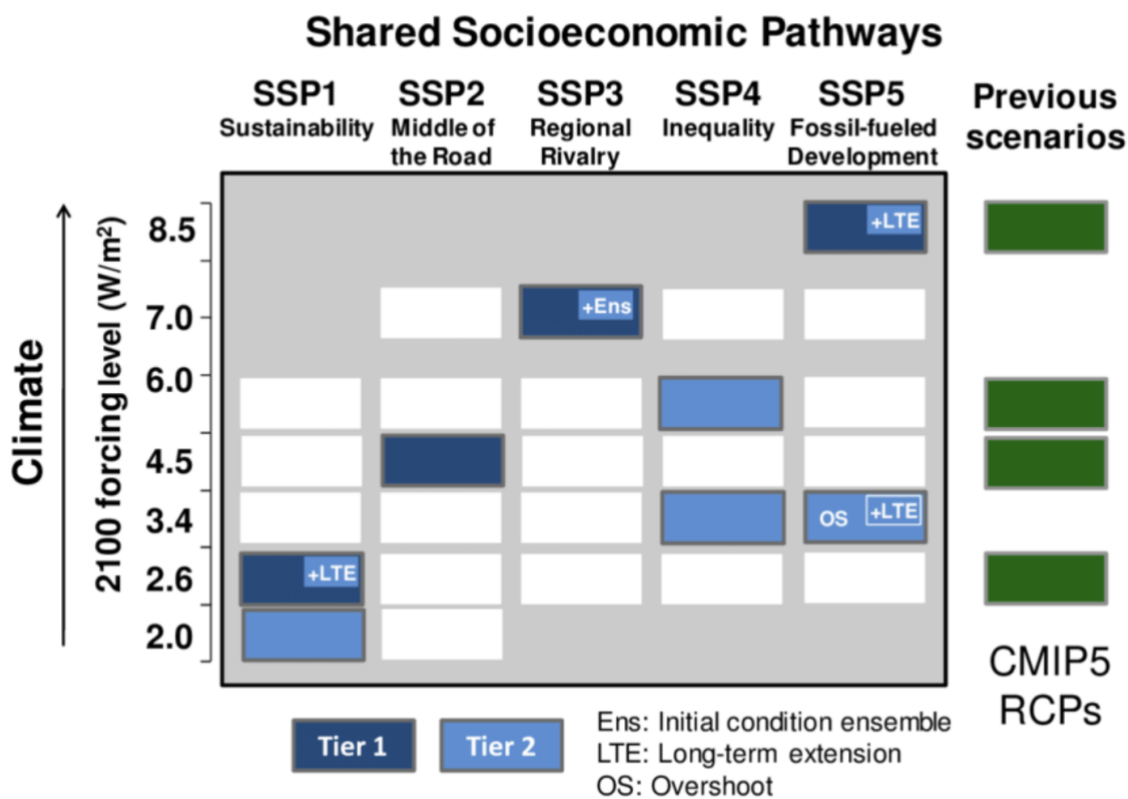 Shared Socioeconomic Pathways
SSP1 SSP2 SSP3 SSP4 SSP5
Sustainability Middle of Regional Inequality Fossil-fueled
the Road Rivalry Development
Previous
scenarios
Climate
2100 forcing level (W/m²)
8.5 +LTE
7.0 +Ens
6.0
4.5
3.4 OS +LTE
2.6 +LTE
2.0
CMIP5
RCPs
Tier 1 Tier 2
Ens: Initial condition ensemble
LTE: Long-term extension
OS: Overshoot